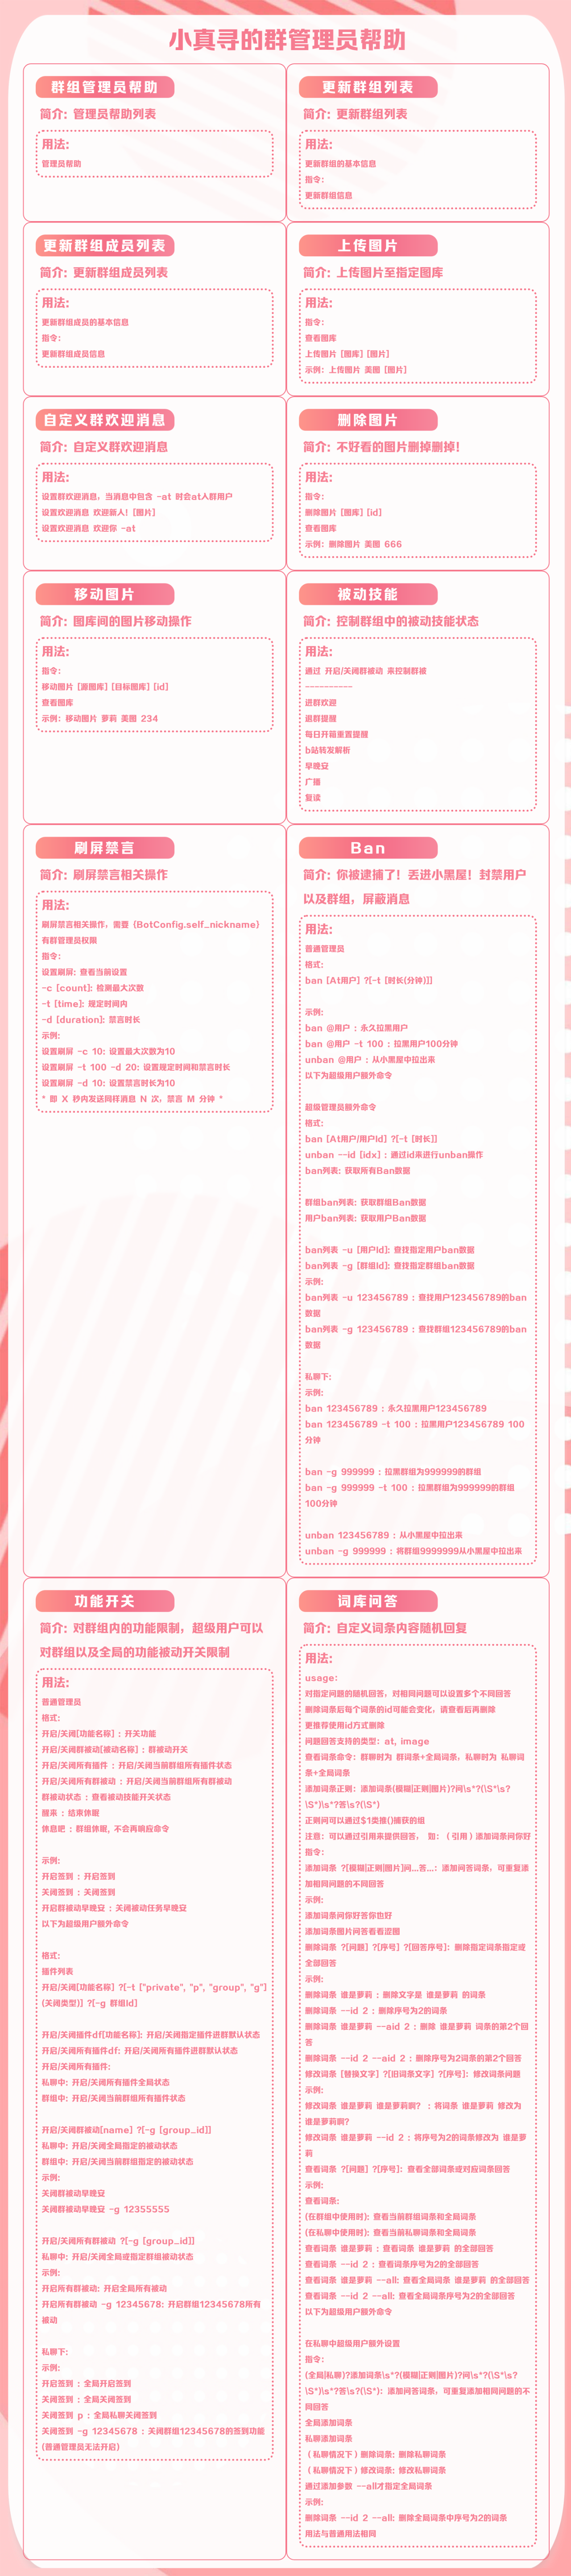 小真寻的群管理员帮助
群组管理员帮助
简介: 管理员帮助列表
用法:
管理员帮助
更新群组列表
简介: 更新群组列表
用法:
更新群组的基本信息
指令:
更新群组信息
更新群组成员列表
简介: 更新群组成员列表
用法:
更新群组成员的基本信息
指令:
更新群组成员信息
上传图片
简介: 上传图片至指定图库
用法:
指令:
查看图库
上传图片 [图库] [图片]
示例: 上传图片 美图 [图片]
自定义群欢迎消息
简介: 自定义群欢迎消息
用法:
设置群欢迎消息，当消息中包含 -at 时会at入群用户
设置欢迎消息 欢迎新人! [图片]
设置欢迎消息 欢迎你 -at
删除图片
简介: 不好看的图片删掉删掉!
用法:
指令:
删除图片 [图库] [id]
查看图库
示例: 删除图片 美图 666
移动图片
简介: 图库间的图片移动操作
用法:
指令:
移动图片 [源图库] [目标图库] [id]
查看图库
示例: 移动图片 萝莉 美图 234
被动技能
简介: 控制群组中的被动技能状态
用法:
通过 开启/关闭群被动 来控制群被
----------
进群欢迎
退群提醒
每日开箱重置提醒
b站转发解析
早晚安
广播
复读
刷屏禁言
简介: 刷屏禁言相关操作
用法:
刷屏禁言相关操作，需要 {BotConfig.self_nickname}
有群管理员权限
指令:
设置刷屏: 查看当前设置
-c [count]: 检测最大次数
-t [time]: 规定时间内
-d [duration]: 禁言时长
示例:
设置刷屏 -c 10: 设置最大次数为10
设置刷屏 -t 100 -d 20: 设置规定时间和禁言时长
设置刷屏 -d 10: 设置禁言时长为10
* 即 X 秒内发送同样消息 N 次，禁言 M 分钟 *
Ban
简介: 你被逮捕了! 丢进小黑屋! 封禁用户
以及群组，屏蔽消息
用法:
普通管理员
格式:
ban [At用户] ?[-t [时长(分钟)]]
示例:
ban @用户 : 永久拉黑用户
ban @用户 -t 100 : 拉黑用户100分钟
unban @用户 : 从小黑屋中拉出来
以下为超级用户额外命令
超级管理员额外命令
格式:
ban [At用户/用户Id] ?[-t [时长]]
unban --id [idx] : 通过id来进行unban操作
ban列表: 获取所有Ban数据
群组ban列表: 获取群组Ban数据
用户ban列表: 获取用户Ban数据
ban列表 -u [用户Id]: 查找指定用户ban数据
ban列表 -g [群组Id]: 查找指定群组ban数据
示例:
ban列表 -u 123456789 : 查找用户123456789的ban
数据
ban列表 -g 123456789 : 查找群组123456789的ban
数据
私聊下:
示例:
ban 123456789 : 永久拉黑用户123456789
ban 123456789 -t 100 : 拉黑用户123456789 100
分钟
ban -g 999999 : 拉黑群组为999999的群组
ban -g 999999 -t 100 : 拉黑群组为999999的群组
100分钟
unban 123456789 : 从小黑屋中拉出来
unban -g 999999 : 将群组9999999从小黑屋中拉出来
功能开关
简介: 对群组内的功能限制，超级用户可以
对群组以及全局的功能被动开关限制
用法:
普通管理员
格式:
开启/关闭[功能名称] : 开关功能
开启/关闭群被动[被动名称] : 群被动开关
开启/关闭所有插件 : 开启/关闭当前群组所有插件状态
开启/关闭所有群被动 : 开启/关闭当前群组所有群被动
群被动状态 : 查看被动技能开关状态
醒来 : 结束休眠
休息吧 : 群组休眠, 不会再响应命令
示例:
开启签到 : 开启签到
关闭签到 : 关闭签到
开启群被动早晚安 : 关闭被动任务早晚安
以下为超级用户额外命令
格式:
插件列表
开启/关闭[功能名称] ?[-t ["private", "p", "group", "g"]
(关闭类型)] ?[-g 群组Id]
开启/关闭插件df[功能名称]: 开启/关闭指定插件进群默认状态
开启/关闭所有插件df: 开启/关闭所有插件进群默认状态
开启/关闭所有插件:
私聊中: 开启/关闭所有插件全局状态
群组中: 开启/关闭当前群组所有插件状态
开启/关闭群被动[name] ?[-g [group_id]]
私聊中: 开启/关闭全局指定的被动状态
群组中: 开启/关闭当前群组指定的被动状态
示例:
关闭群被动早晚安
关闭群被动早晚安 -g 12355555
开启/关闭所有群被动 ?[-g [group_id]]
私聊中: 开启/关闭全局或指定群组被动状态
示例:
开启所有群被动: 开启全局所有被动
开启所有群被动 -g 12345678: 开启群组12345678所有
被动
私聊下:
示例:
开启签到 : 全局开启签到
关闭签到 : 全局关闭签到
关闭签到 p : 全局私聊关闭签到
关闭签到 -g 12345678 : 关闭群组12345678的签到功能
(普通管理员无法开启)
词库问答
简介: 自定义词条内容随机回复
用法:
usage:
对指定问题的随机回答，对相同问题可以设置多个不同回答
删除词条后每个词条的id可能会变化，请查看后再删除
更推荐使用id方式删除
问题回答支持的类型: at, image
查看词条命令: 群聊时为 群词条+全局词条，私聊时为 私聊词
条+全局词条
添加词条正则: 添加词条(模糊|正则|图片)?问\s*?(\S*\s?
\S*)\s*?答\s?(\S*)
正则问可以通过$1类推()捕获的组
注意: 可以通过引用来提供回答， 如: （引用）添加词条问你好
指令:
添加词条 ?[模糊|正则|图片]问...答...: 添加问答词条，可重复添
加相同问题的不同回答
示例:
添加词条问你好答你也好
添加词条图片问答看看涩图
删除词条 ?[问题] ?[序号] ?[回答序号]: 删除指定词条指定或
全部回答
示例:
删除词条 谁是萝莉 : 删除文字是 谁是萝莉 的词条
删除词条 --id 2 : 删除序号为2的词条
删除词条 谁是萝莉 --aid 2 : 删除 谁是萝莉 词条的第2个回
答
删除词条 --id 2 --aid 2 : 删除序号为2词条的第2个回答
修改词条 [替换文字] ?[旧词条文字] ?[序号]: 修改词条问题
示例:
修改词条 谁是萝莉 谁是萝莉啊? : 将词条 谁是萝莉 修改为
谁是萝莉啊?
修改词条 谁是萝莉 --id 2 : 将序号为2的词条修改为 谁是萝
莉
查看词条 ?[问题] ?[序号]: 查看全部词条或对应词条回答
示例:
查看词条:
(在群组中使用时): 查看当前群组词条和全局词条
(在私聊中使用时): 查看当前私聊词条和全局词条
查看词条 谁是萝莉 : 查看词条 谁是萝莉 的全部回答
查看词条 --id 2 : 查看词条序号为2的全部回答
查看词条 谁是萝莉 --all: 查看全局词条 谁是萝莉 的全部回答
查看词条 --id 2 --all: 查看全局词条序号为2的全部回答
以下为超级用户额外命令
在私聊中超级用户额外设置
指令:
(全局|私聊)?添加词条\s*?(模糊|正则|图片)?问\s*?(\S*\s?
\S*)\s*?答\s?(\S*): 添加问答词条，可重复添加相同问题的不
同回答
全局添加词条
私聊添加词条
（私聊情况下）删除词条: 删除私聊词条
（私聊情况下）修改词条: 修改私聊词条
通过添加参数 --all才指定全局词条
示例:
删除词条 --id 2 --all: 删除全局词条中序号为2的词条
用法与普通用法相同